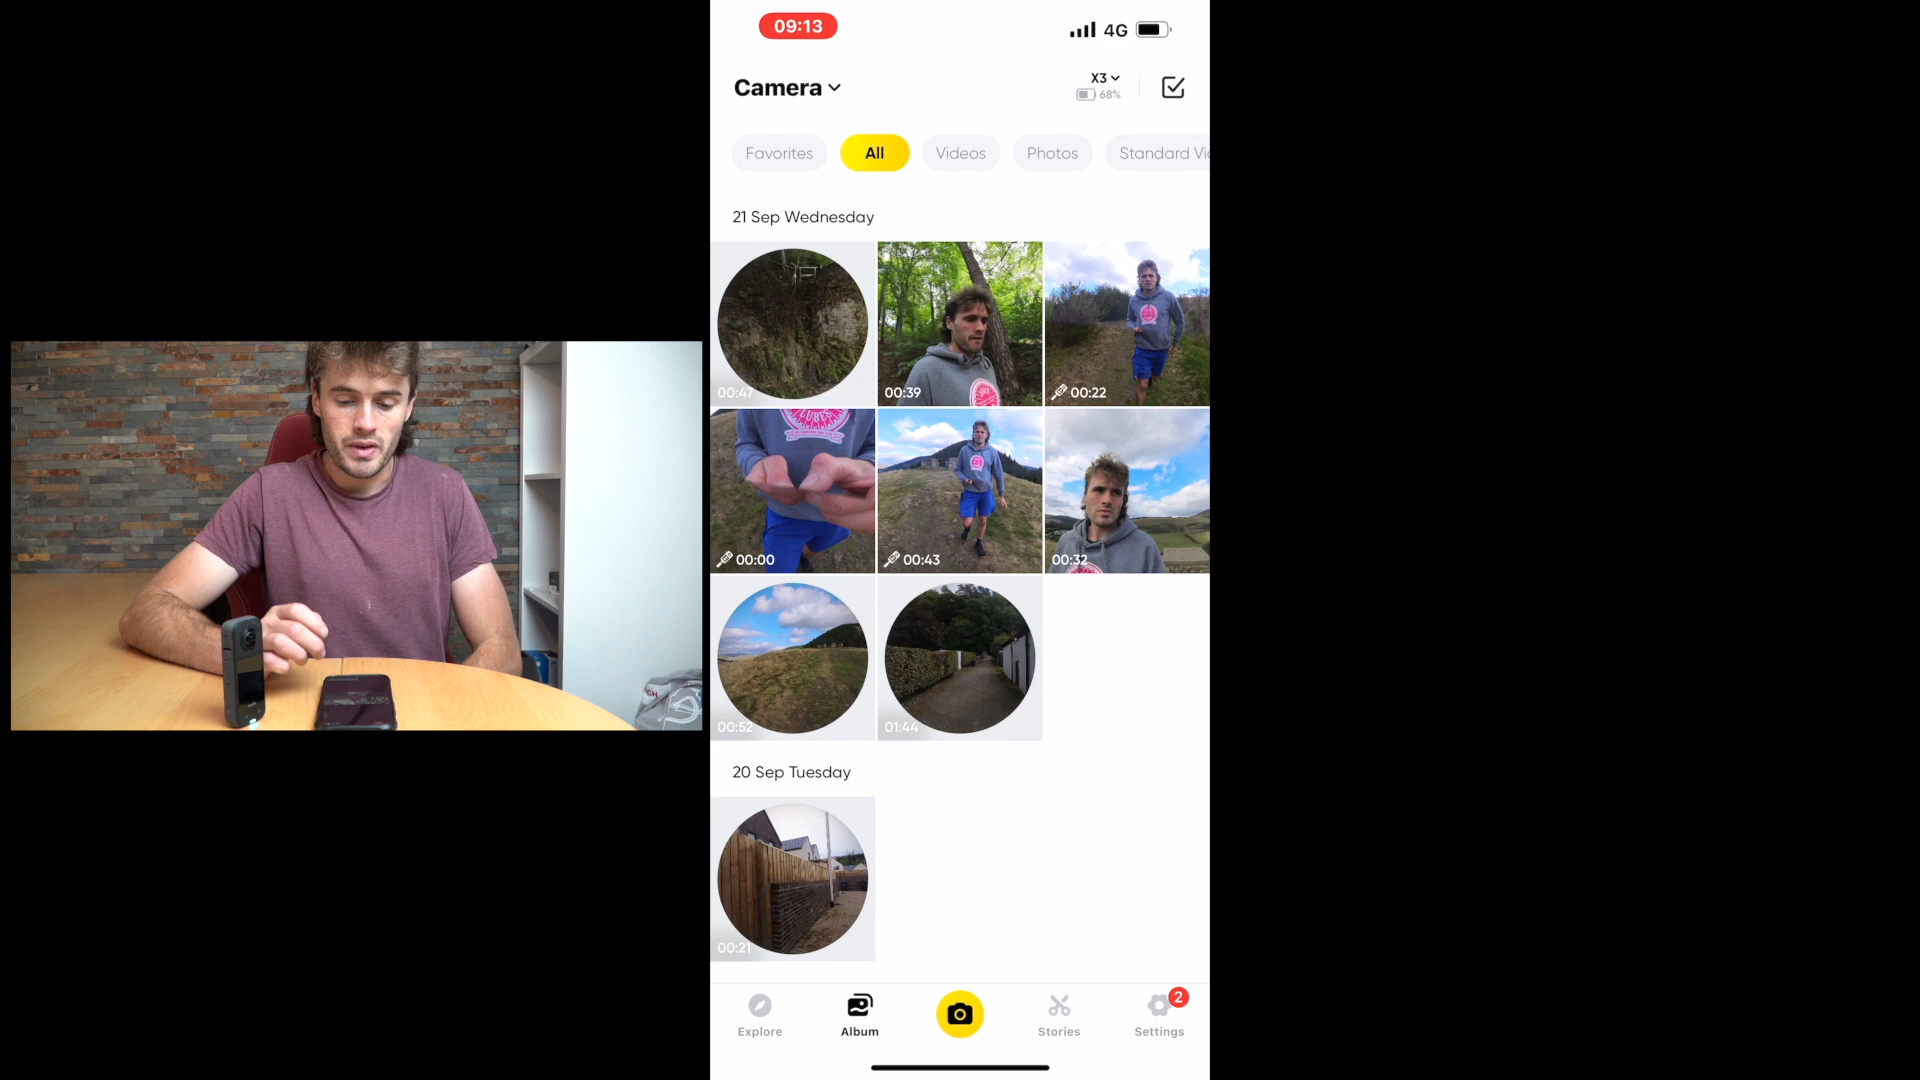 09:13
4G
Camera
X3
68%
Favorites
All
Videos
Photos
Standard Vi
21 Sep Wednesday
00:47
00:39
00:22
00:00
00:43
00:32
00:52
01:44
20 Sep Tuesday
00:21
Explore
Album
Stories
Settings
2